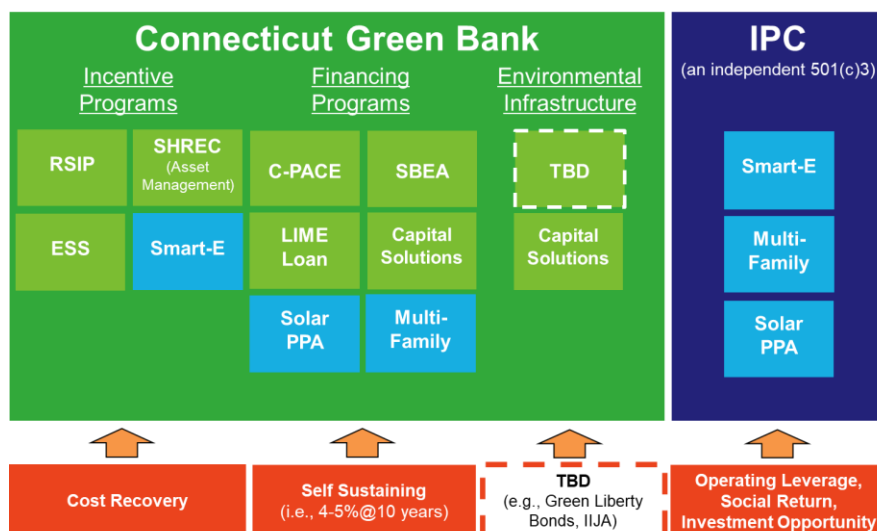 Connecticut Green Bank
Incentive
Programs
Financing
Programs
Environmental
Infrastructure
RSIP
SHREC
(Asset
Management)
C-PACE
SBEA
TBD
ESS
Smart-E
LIME
Loan
Capital
Solutions
Capital
Solutions
Solar
PPA
Multi-
Family
IPC
(an independent 501(c)3)
Smart-E
Multi-
Family
Solar
PPA
Cost Recovery
Self Sustaining
(i.e., 4-5%@10 years)
TBD
(e.g., Green Liberty
Bonds, IIJA)
Operating Leverage,
Social Return,
Investment Opportunity